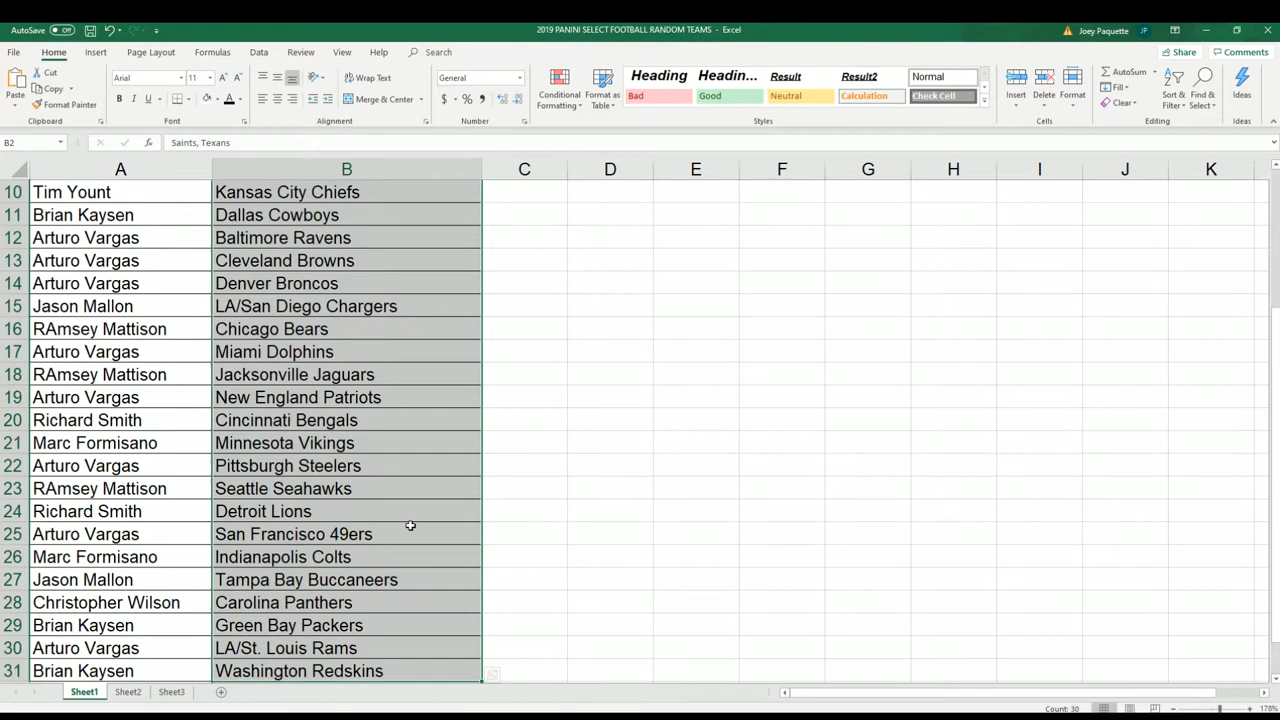 AutoSave Off
2019 PANINI SELECT FOOTBALL RANDOM TEAMS - Excel
Joey Paquette JP
File Home Insert Page Layout Formulas Data Review View Help Search
Share Comments
Paste Cut Copy Format Painter Clipboard
Arial 11 B I U A Font
Wrap Text Merge & Center Alignment
General $ % Number
Conditional Formatting Format as Table
Heading Headin... Result Result2 Normal
Bad Good Neutral Calculation Check Cell
Styles
Insert Delete Format Cells
AutoSum Fill Clear Sort & Filter Find & Select Editing
Ideas Ideas
B2 fx Saints, Texans
A B C D E F G H I J K
10 Tim Yount Kansas City Chiefs
11 Brian Kaysen Dallas Cowboys
12 Arturo Vargas Baltimore Ravens
13 Arturo Vargas Cleveland Browns
14 Arturo Vargas Denver Broncos
15 Jason Mallon LA/San Diego Chargers
16 RAmsey Mattison Chicago Bears
17 Arturo Vargas Miami Dolphins
18 RAmsey Mattison Jacksonville Jaguars
19 Arturo Vargas New England Patriots
20 Richard Smith Cincinnati Bengals
21 Marc Formisano Minnesota Vikings
22 Arturo Vargas Pittsburgh Steelers
23 RAmsey Mattison Seattle Seahawks
24 Richard Smith Detroit Lions
25 Arturo Vargas San Francisco 49ers
26 Marc Formisano Indianapolis Colts
27 Jason Mallon Tampa Bay Buccaneers
28 Christopher Wilson Carolina Panthers
29 Brian Kaysen Green Bay Packers
30 Arturo Vargas LA/St. Louis Rams
31 Brian Kaysen Washington Redskins
Sheet1 Sheet2 Sheet3
Count: 30 178%